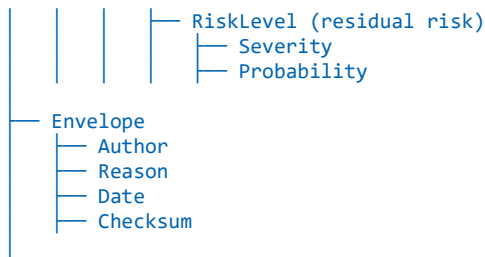 RiskLevel (residual risk)
Severity
Probability
Envelope
Author
Reason
Date
Checksum